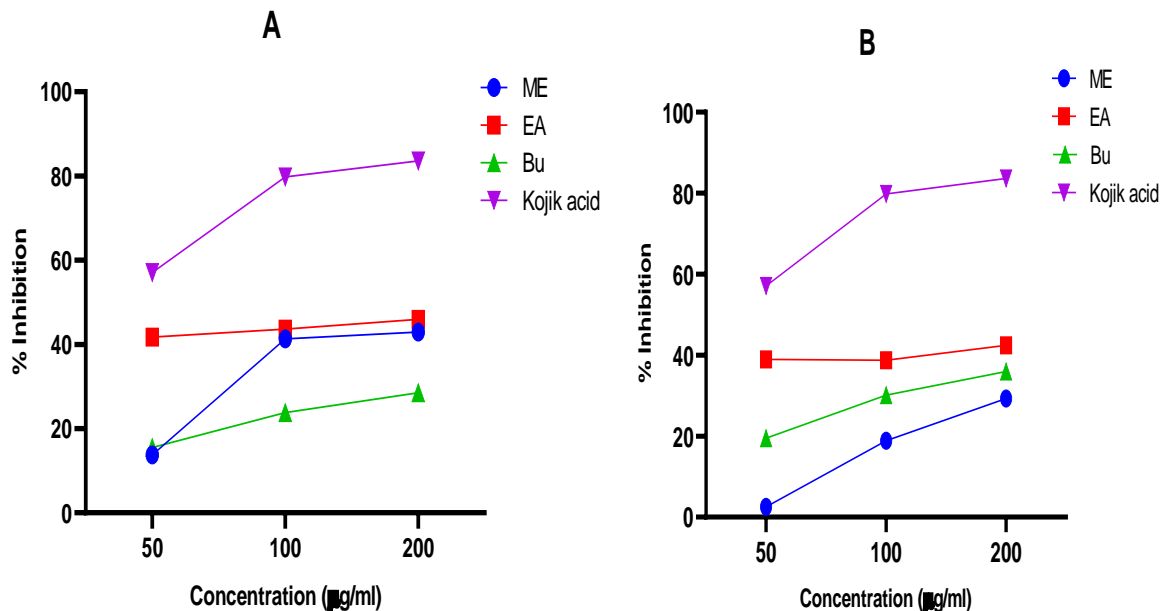 A
ME
EA
Bu
Kojik acid
% Inhibition
100
80
60
40
20
0
50 100 200
Concentration (µg/ml)
B
ME
EA
Bu
Kojik acid
% Inhibition
100
80
60
40
20
0
50 100 200
Concentration (µg/ml)